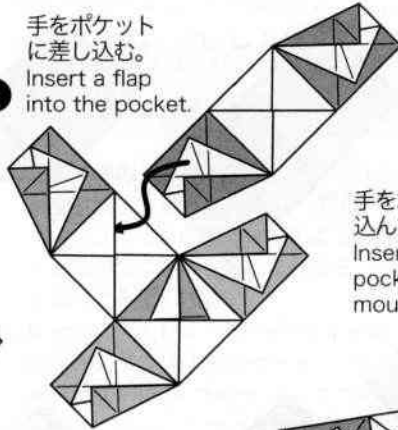 手をポケット
に差し込む。
Insert a flap
into the pocket.
手を
込ん
Inser
pock
mou